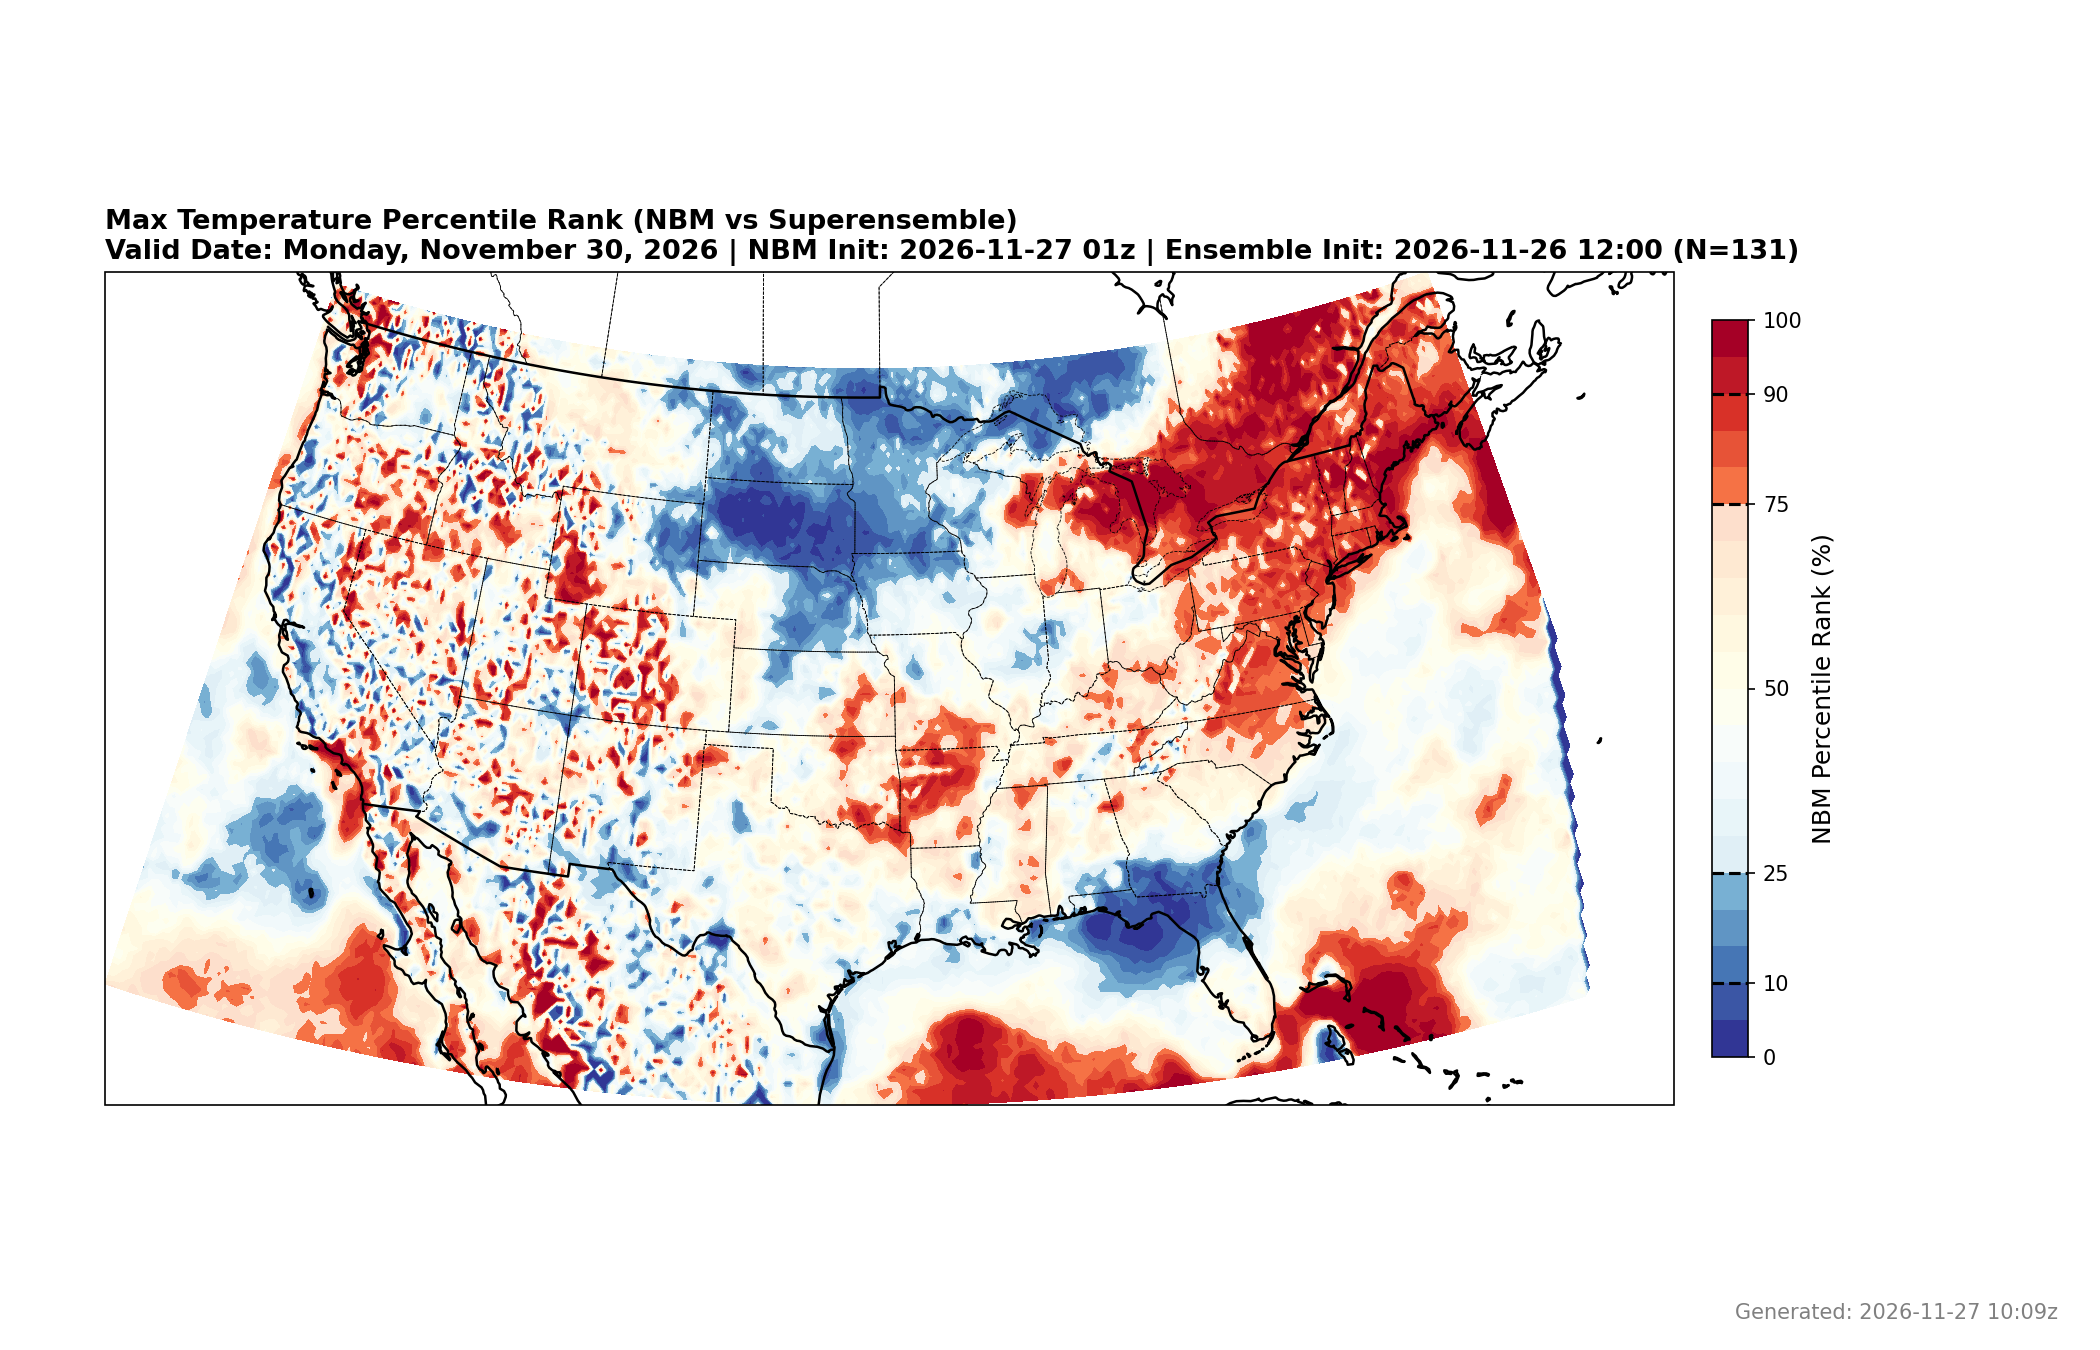 Max Temperature Percentile Rank (NBM vs Superensemble)
Valid Date: Monday, November 30, 2026 | NBM Init: 2026-11-27 01z | Ensemble Init: 2026-11-26 12:00 (N=131)
100
90
75
50
25
10
0
NBM Percentile Rank (%)
Generated: 2026-11-27 10:09z